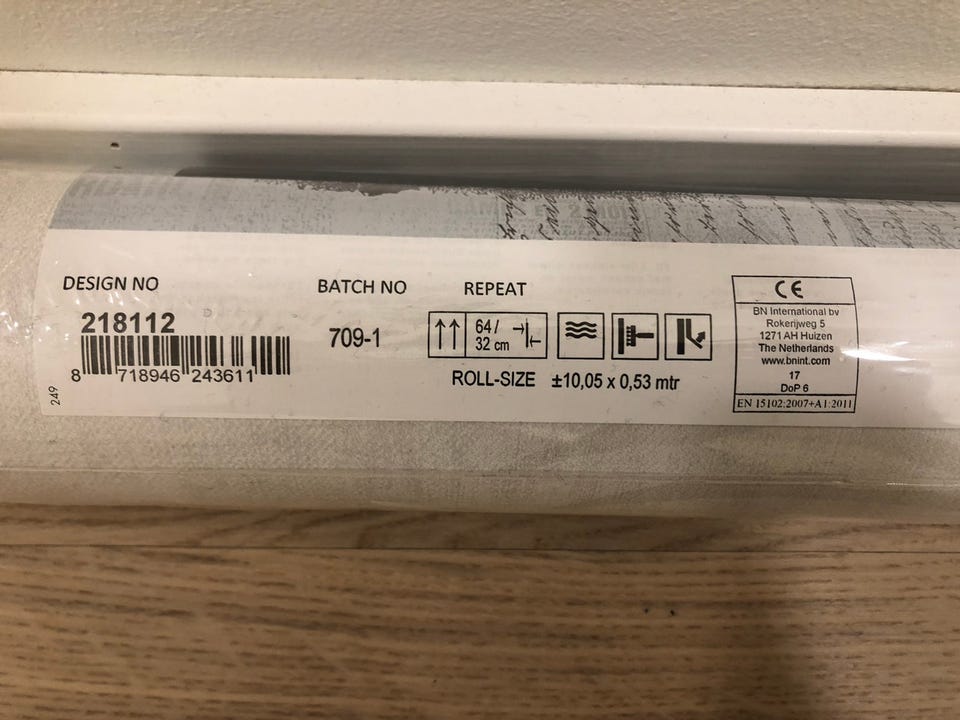 DESIGN NO
218112
8 718946 243611
249
BATCH NO
709-1
REPEAT
64/
32 cm
ROLL-SIZE ±10,05 x 0,53 mtr
CE
BN International bv
Rokerijweg 5
1271 AH Huizen
The Netherlands
www.bnint.com
17
DoP 6
EN 15102:2007+A1:2011